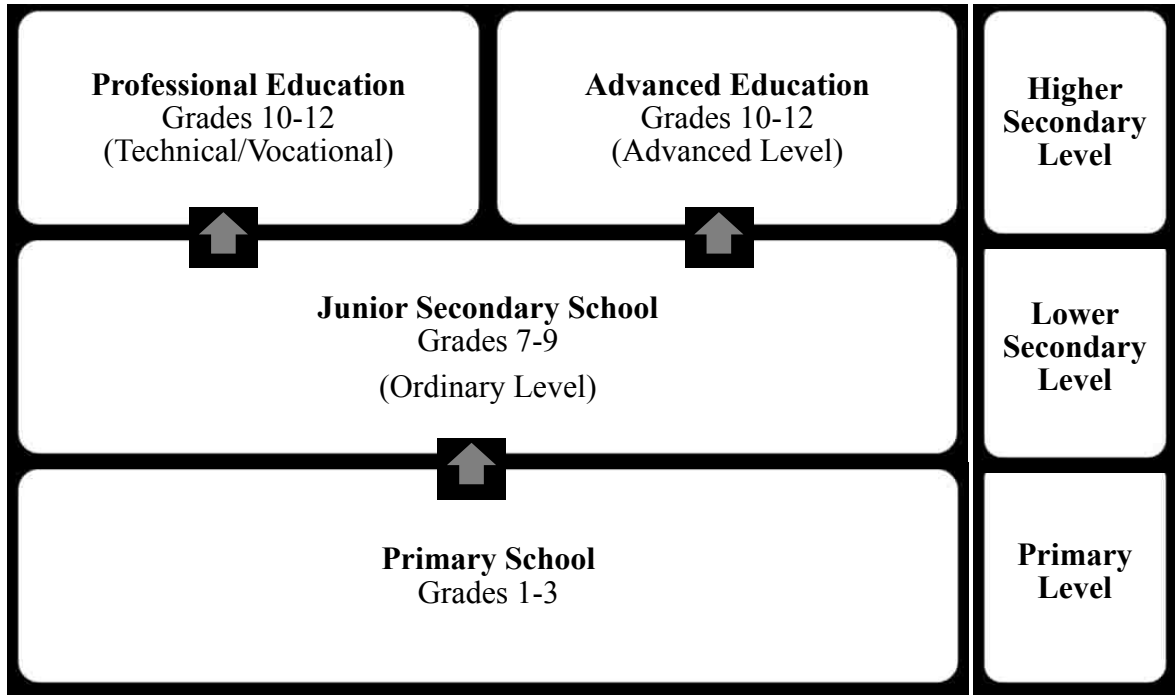 Professional Education
Grades 10-12
(Technical/Vocational)
Advanced Education
Grades 10-12
(Advanced Level)
Higher
Secondary
Level
Junior Secondary School
Grades 7-9
(Ordinary Level)
Lower
Secondary
Level
Primary School
Grades 1-3
Primary
Level